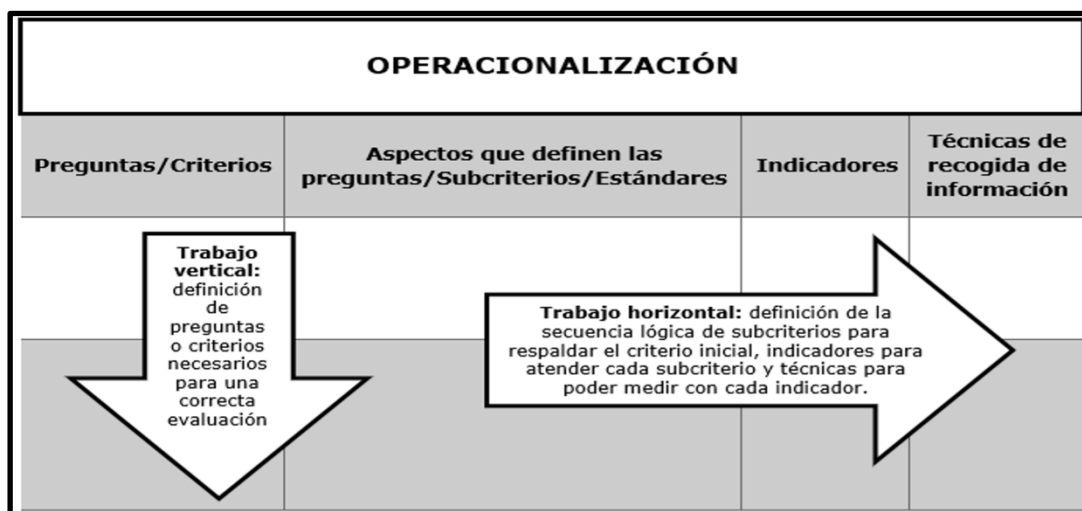 OPERACIONALIZACIÓN
Preguntas/Criterios
Aspectos que definen las
preguntas/Subcriterios/Estándares
Indicadores
Técnicas de
recogida de
información
Trabajo
vertical:
definición
de
preguntas
o criterios
necesarios
para una
correcta
evaluación
Trabajo horizontal: definición de la
secuencia lógica de subcriterios para
respaldar el criterio inicial, indicadores para
atender cada subcriterio y técnicas para
poder medir con cada indicador.